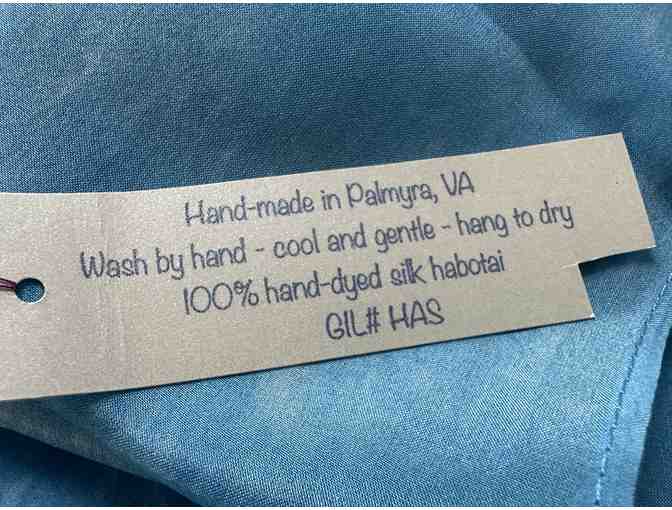 Hand-made in Palmyra, VA
Wash by hand - cool and gentle - hang to dry
100% hand-dyed silk habotai
GIL# HAS